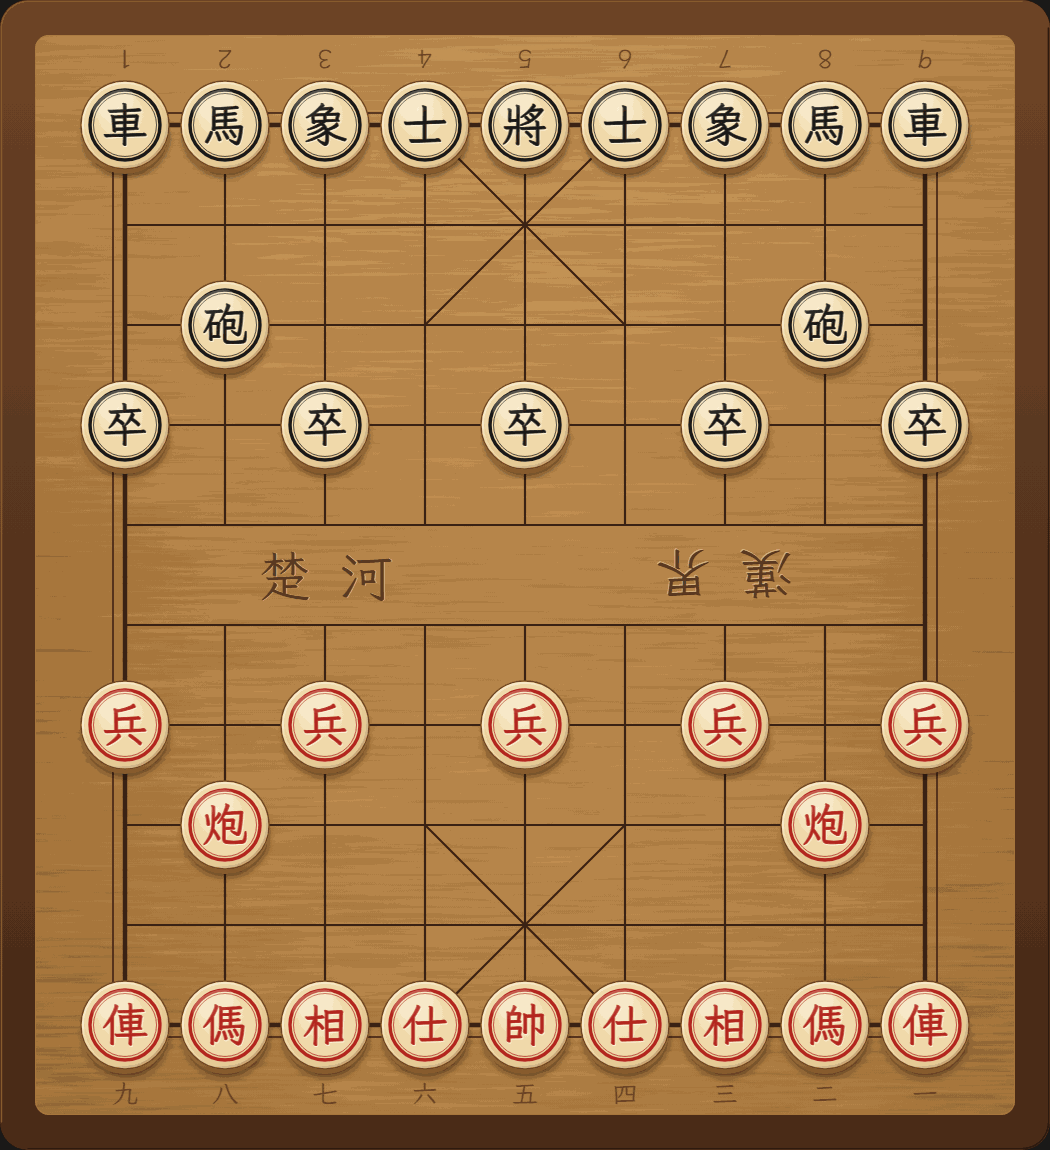 1 2 3 4 5 6 7 8 9
車 馬 象 士 將 士 象 馬 車
砲 砲
卒 卒 卒 卒 卒
楚 河 漢 界
兵 兵 兵 兵 兵
炮 炮
俥 傌 相 仕 帥 仕 相 傌 俥
九 八 七 六 五 四 三 二 一